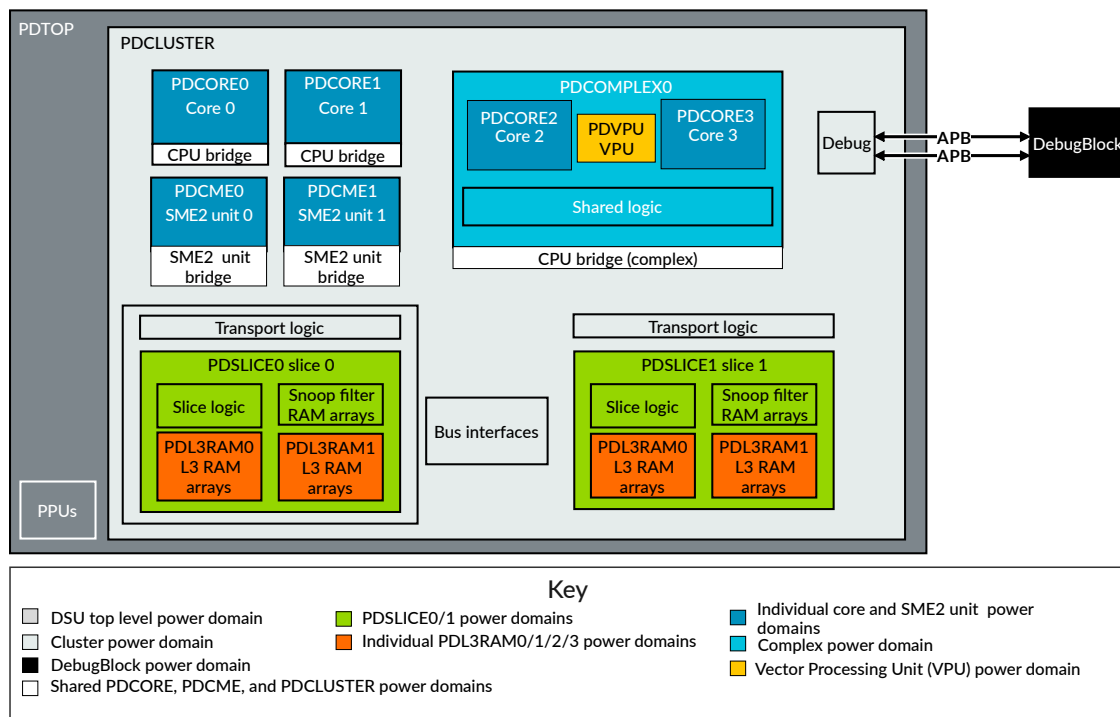 PDTOP
PDCLUSTER
PDCORE0
Core 0
CPU bridge
PDCORE1
Core 1
CPU bridge
PDCME0
SME2 unit 0
SME2 unit
bridge
PDCME1
SME2 unit 1
SME2 unit
bridge
PDCOMPLEX0
PDCORE2
Core 2
PDVPU
VPU
PDCORE3
Core 3
Shared logic
CPU bridge (complex)
Debug
APB
APB
DebugBlock
Transport logic
PDSLICE0 slice 0
Slice logic
Snoop filter
RAM arrays
PDL3RAM0
L3 RAM
arrays
PDL3RAM1
L3 RAM
arrays
Bus interfaces
Transport logic
PDSLICE1 slice 1
Slice logic
Snoop filter
RAM arrays
PDL3RAM0
L3 RAM
arrays
PDL3RAM1
L3 RAM
arrays
PPUs
Key
DSU top level power domain
Cluster power domain
DebugBlock power domain
Shared PDCORE, PDCME, and PDCLUSTER power domains
PDSLICE0/1 power domains
Individual PDL3RAM0/1/2/3 power domains
Individual core and SME2 unit power
domains
Complex power domain
Vector Processing Unit (VPU) power domain